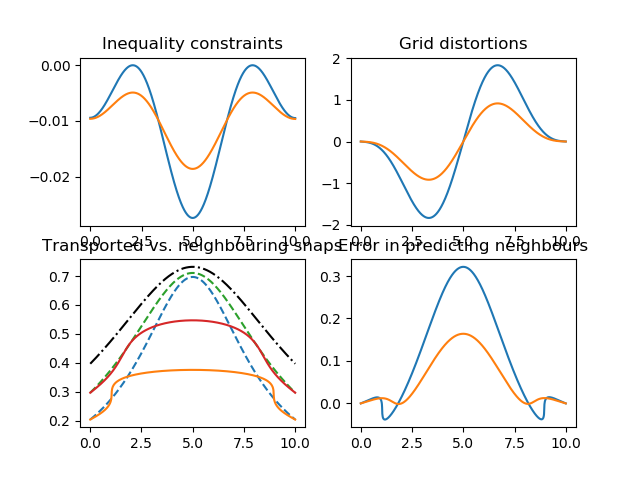 Inequality constraints
0.00
−0.01
−0.02
0.0 2.5 5.0 7.5 10.0
Grid distortions
2
1
0
−1
−2
0.0 2.5 5.0 7.5 10.0
Transported vs. neighbouring snaps
0.7
0.6
0.5
0.4
0.3
0.2
0.0 2.5 5.0 7.5 10.0
Error in predicting neighbours
0.3
0.2
0.1
0.0
0.0 2.5 5.0 7.5 10.0